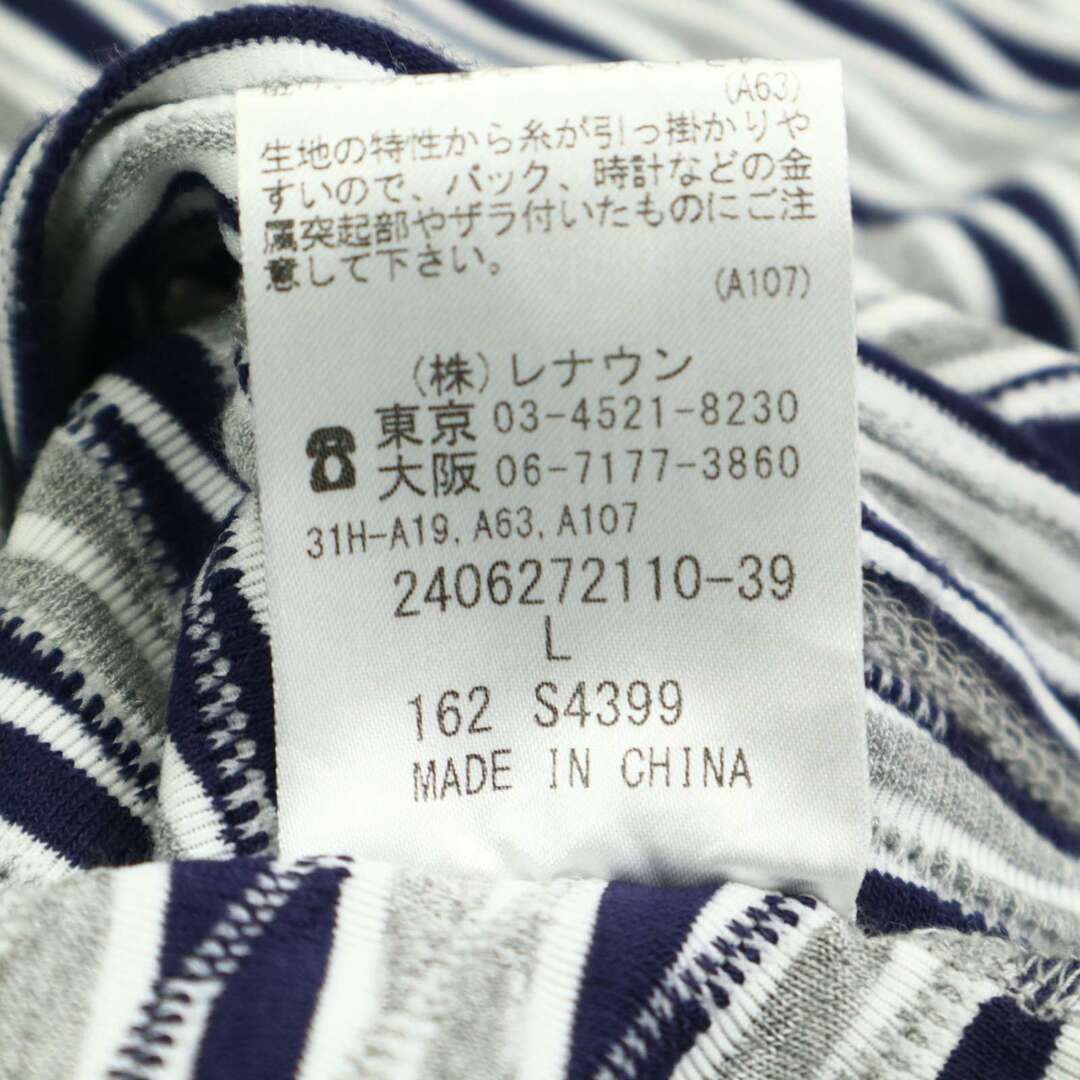 (A63)
生地の特性から糸が引っ掛かりや
すいので、バック、時計などの金
属突起部やザラ付いたものにご注
意して下さい。
(A107)
(株)レナウン
東京 03-4521-8230
大阪 06-7177-3860
31H-A19, A63, A107
2406272110-39
L
162 S4399
MADE IN CHINA